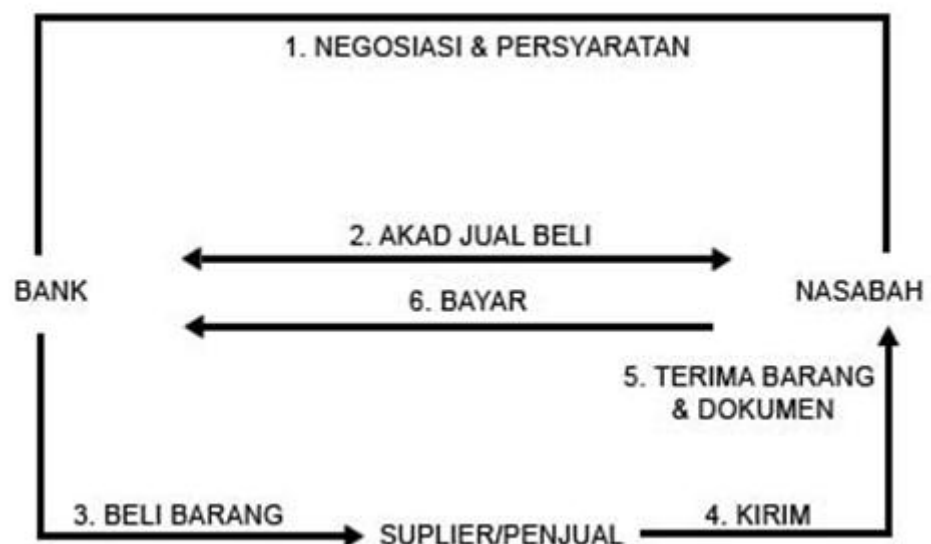 1. NEGOSIASI & PERSYARATAN
2. AKAD JUAL BELI
BANK
6. BAYAR
NASABAH
5. TERIMA BARANG
& DOKUMEN
3. BELI BARANG
SUPLIER/PENJUAL
4. KIRIM